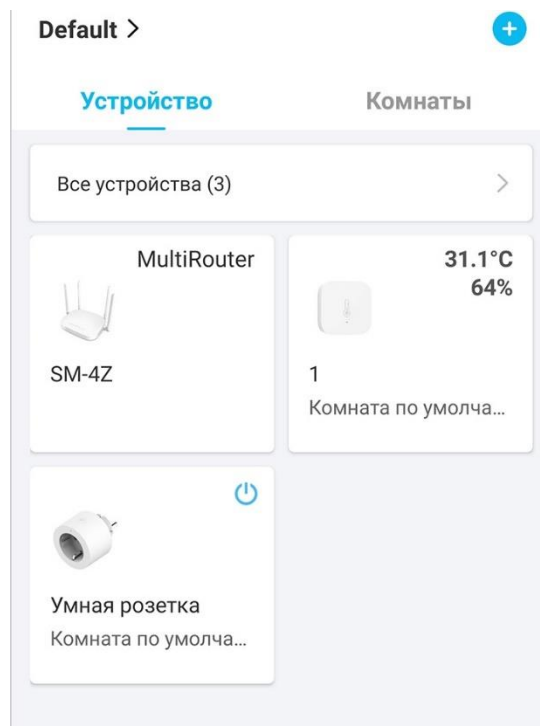 Default >
Устройство
Комнаты
Все устройства (3)
MultiRouter
SM-4Z
31.1°C
64%
1
Комната по умолча...
Умная розетка
Комната по умолча...